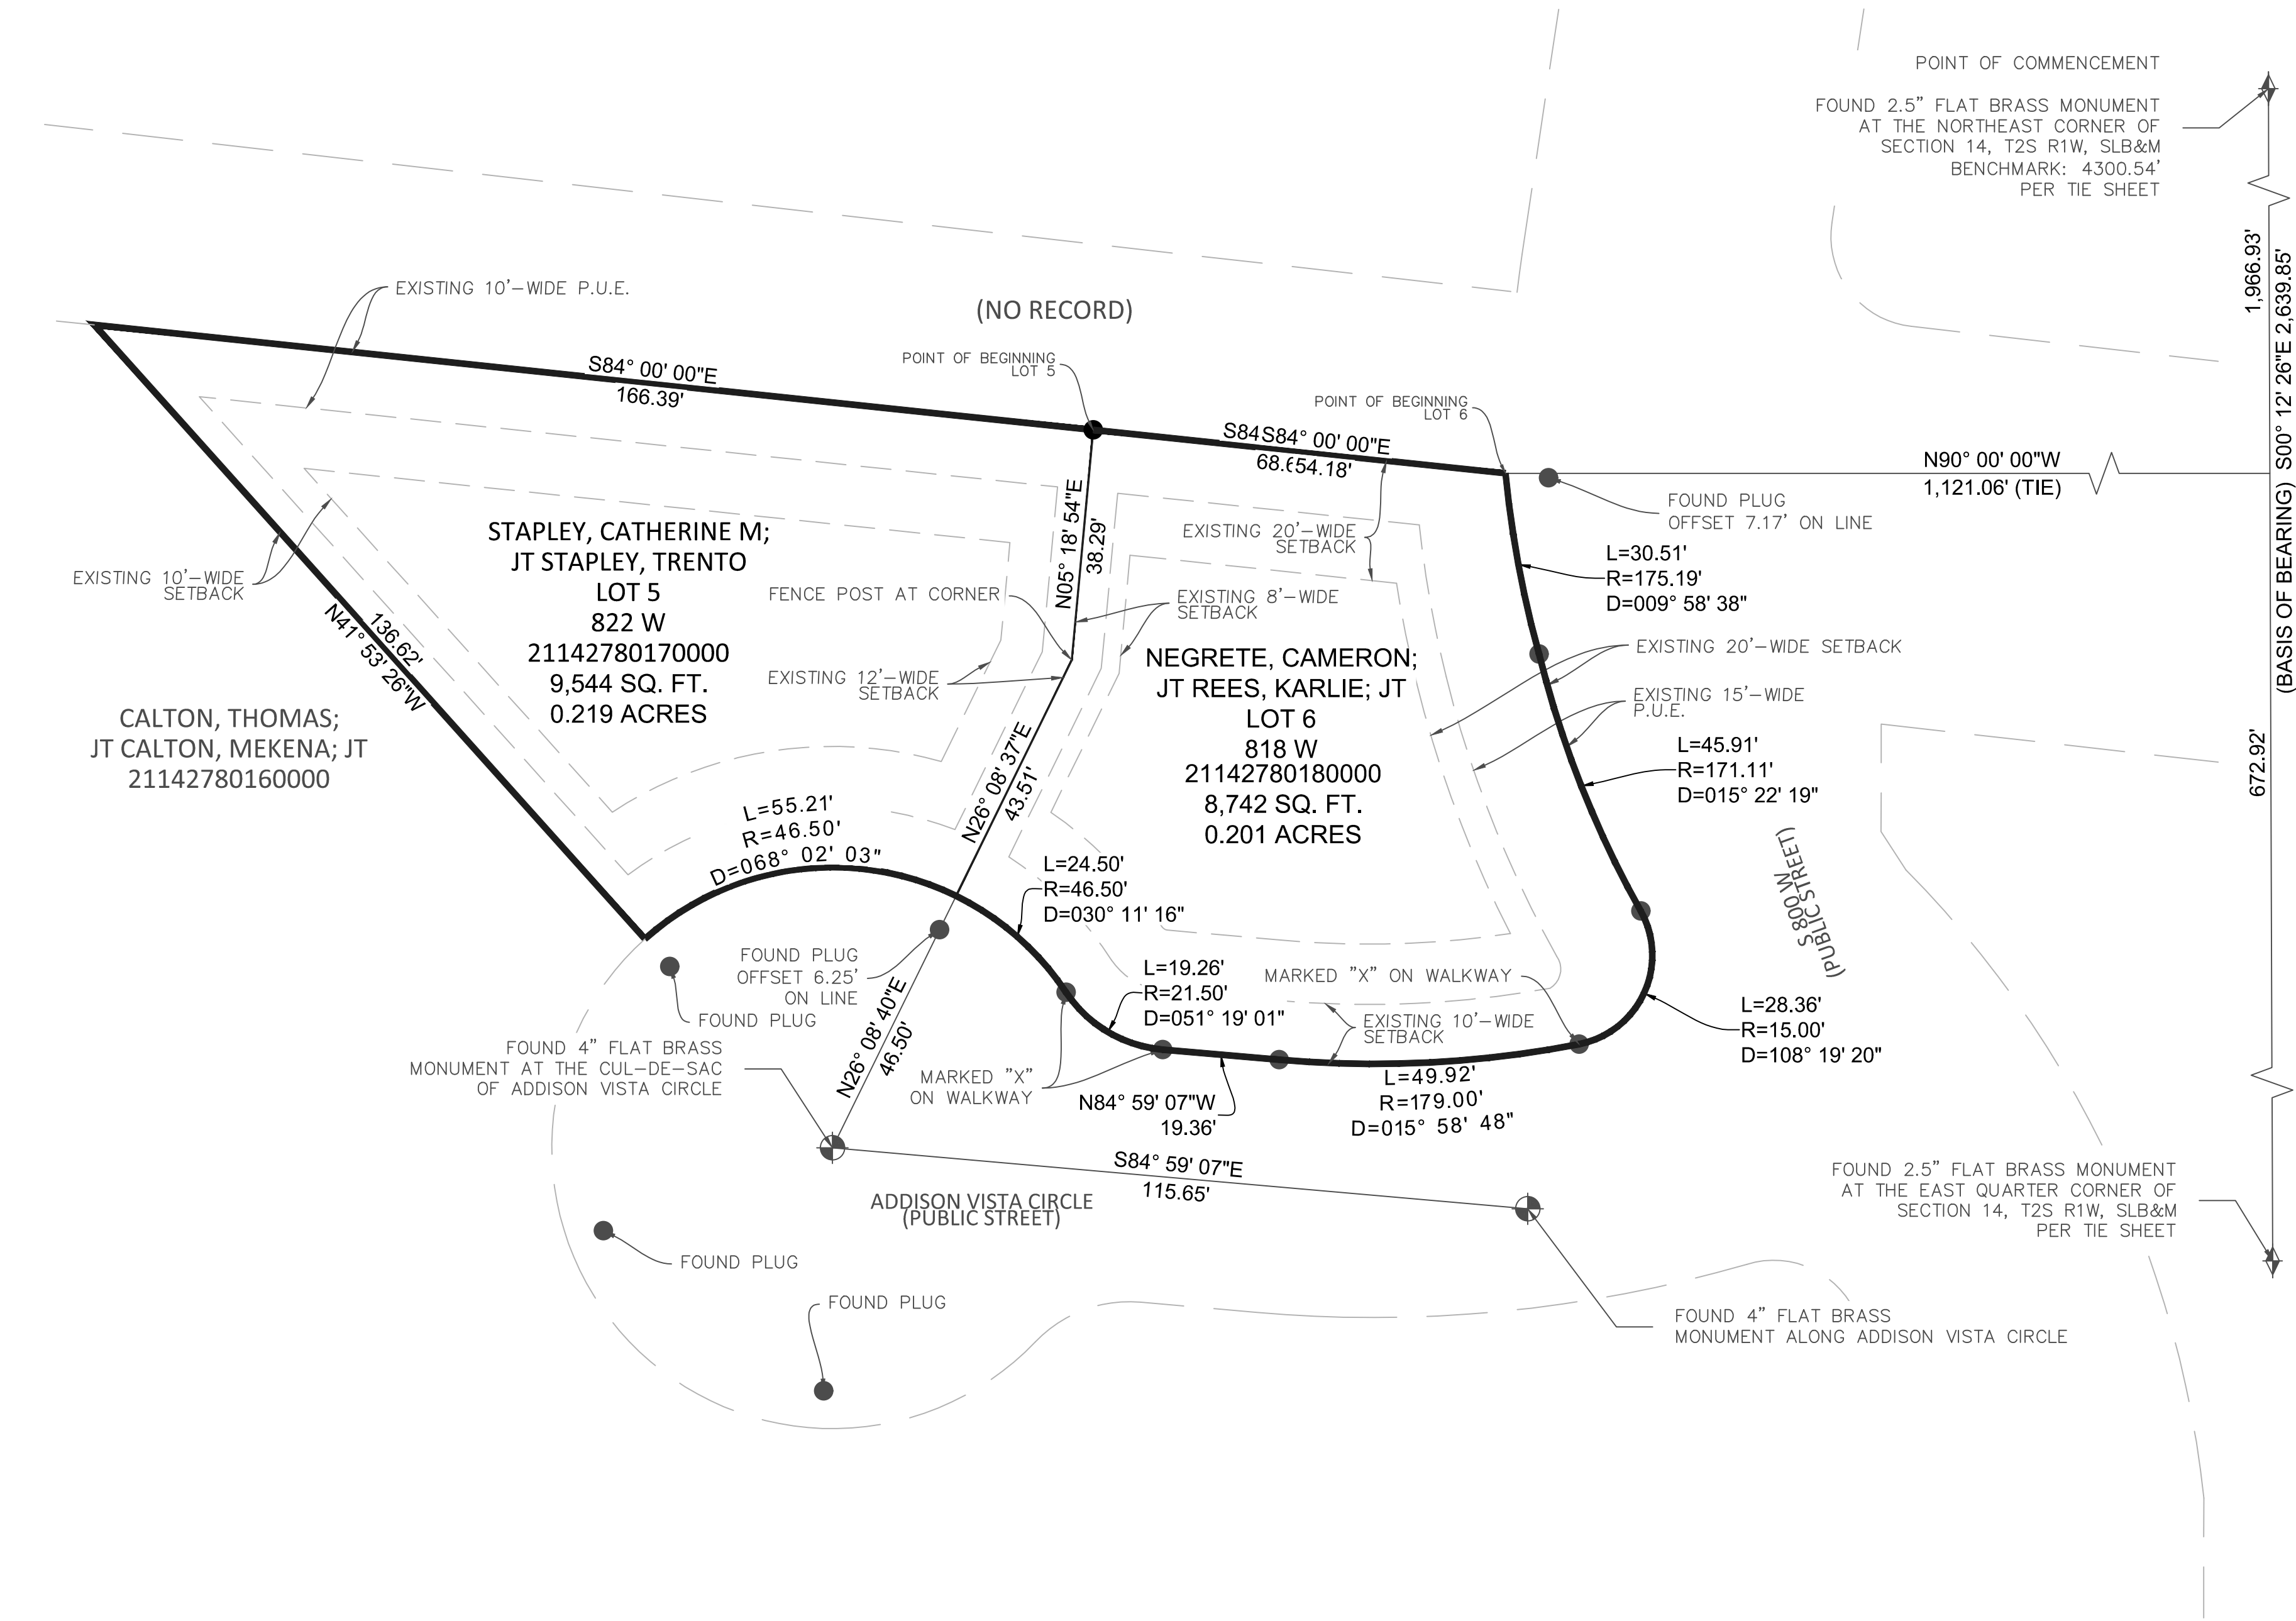 POINT OF COMMENCEMENT
FOUND 2.5” FLAT BRASS MONUMENT
AT THE NORTHEAST CORNER OF
SECTION 14, T2S R1W, SLB&M
BENCHMARK: 4300.54'
PER TIE SHEET
1,966.93'
(BASIS OF BEARING) S00° 12' 26"E 2,639.85'
672.92'
EXISTING 10'–WIDE P.U.E.
(NO RECORD)
POINT OF BEGINNING
LOT 5
S84° 00' 00"E
166.39'
POINT OF BEGINNING
LOT 6
S84° 00' 00"E
54.18'
N90° 00' 00"W
1,121.06' (TIE)
FOUND PLUG
OFFSET 7.17' ON LINE
EXISTING 20'–WIDE
SETBACK
N05° 18' 54"E
38.29'
L=30.51'
R=175.19'
D=009° 58' 38"
STAPLEY, CATHERINE M;
JT STAPLEY, TRENTO
LOT 5
822 W
21142780170000
9,544 SQ. FT.
0.219 ACRES
EXISTING 10'–WIDE
SETBACK
136.62'
N41° 53' 26"W
FENCE POST AT CORNER
EXISTING 8'–WIDE
SETBACK
EXISTING 12'–WIDE
SETBACK
NEGRETE, CAMERON;
JT REES, KARLIE; JT
LOT 6
818 W
21142780180000
8,742 SQ. FT.
0.201 ACRES
EXISTING 20'–WIDE SETBACK
EXISTING 15'–WIDE
P.U.E.
CALTON, THOMAS;
JT CALTON, MEKENA; JT
21142780160000
N26° 08' 37"E
43.51'
L=45.91'
R=171.11'
D=015° 22' 19"
S 800 W
(PUBLIC STREET)
L=55.21'
R=46.50'
D=068° 02' 03"
L=24.50'
R=46.50'
D=030° 11' 16"
FOUND PLUG
OFFSET 6.25'
ON LINE
FOUND PLUG
L=19.26'
R=21.50'
D=051° 19' 01"
MARKED ”X” ON WALKWAY
EXISTING 10'–WIDE
SETBACK
L=28.36'
R=15.00'
D=108° 19' 20"
FOUND 4” FLAT BRASS
MONUMENT AT THE CUL–DE–SAC
OF ADDISON VISTA CIRCLE
N26° 08' 40"E
46.50'
MARKED ”X”
ON WALKWAY
N84° 59' 07"W
19.36'
L=49.92'
R=179.00'
D=015° 58' 48"
S84° 59' 07"E
115.65'
ADDISON VISTA CIRCLE
(PUBLIC STREET)
FOUND 2.5” FLAT BRASS MONUMENT
AT THE EAST QUARTER CORNER OF
SECTION 14, T2S R1W, SLB&M
PER TIE SHEET
FOUND PLUG
FOUND PLUG
FOUND 4” FLAT BRASS
MONUMENT ALONG ADDISON VISTA CIRCLE